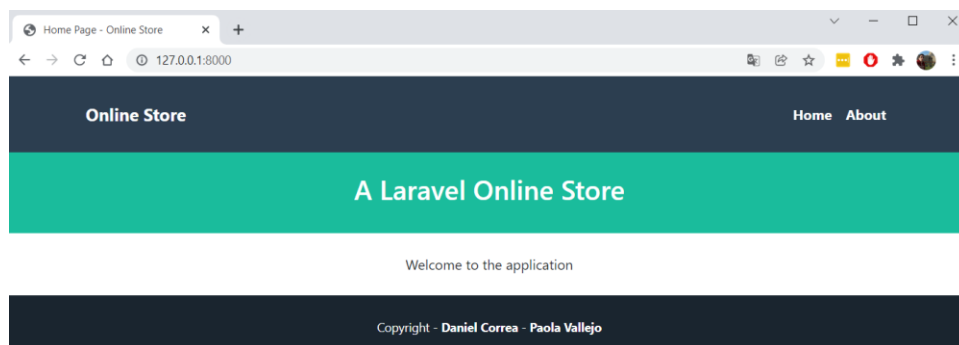 Home Page - Online Store
127.0.0.1:8000
Online Store Home About
A Laravel Online Store
Welcome to the application
Copyright - Daniel Correa - Paola Vallejo